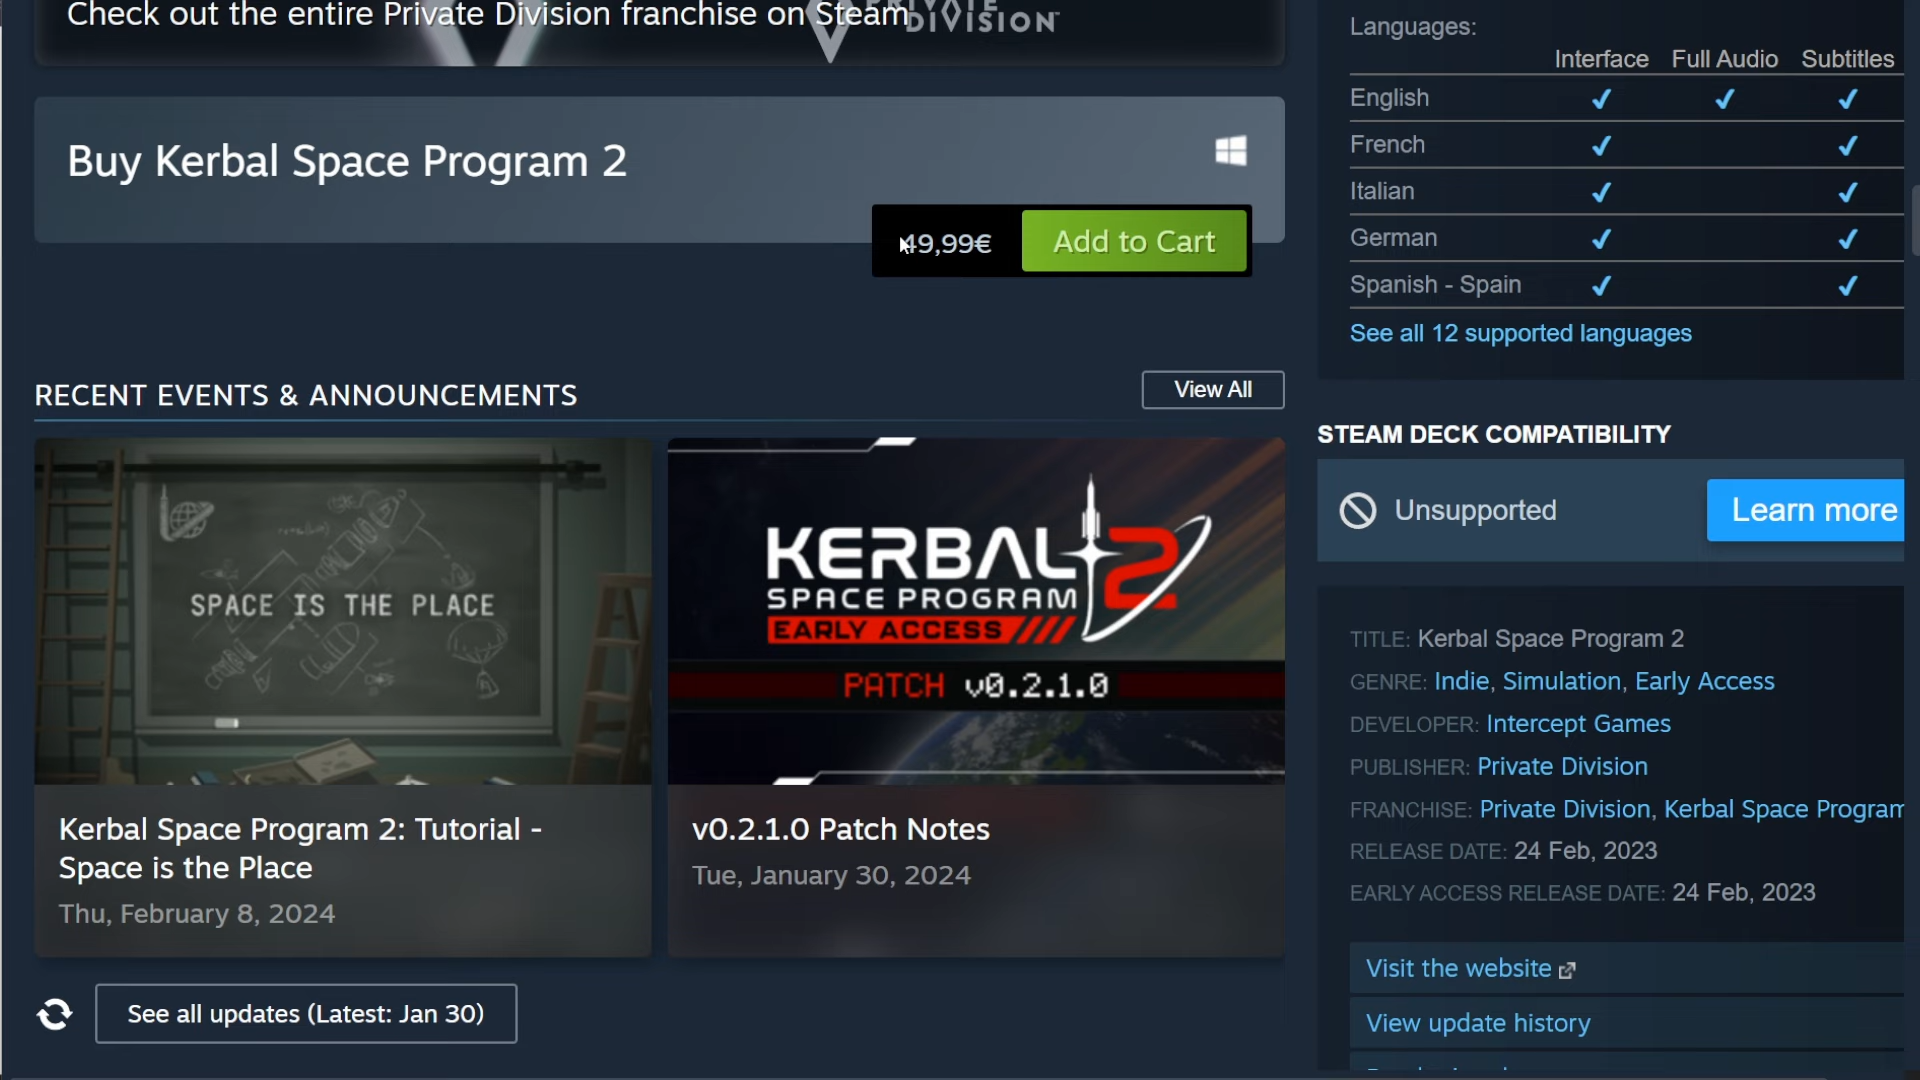 Check out the entire Private Division franchise on Steam
PRIVATE
DIVISION™
Buy Kerbal Space Program 2
49,99€
Add to Cart
RECENT EVENTS & ANNOUNCEMENTS
View All
SPACE IS THE PLACE
Kerbal Space Program 2: Tutorial -
Space is the Place
Thu, February 8, 2024
KERBAL 2
SPACE PROGRAM
EARLY ACCESS
PATCH v0.2.1.0
v0.2.1.0 Patch Notes
Tue, January 30, 2024
See all updates (Latest: Jan 30)
Languages:
Interface Full Audio Subtitles
English ✔ ✔ ✔
French ✔ ✔
Italian ✔ ✔
German ✔ ✔
Spanish - Spain ✔ ✔
See all 12 supported languages
STEAM DECK COMPATIBILITY
Unsupported
Learn more
TITLE: Kerbal Space Program 2
GENRE: Indie, Simulation, Early Access
DEVELOPER: Intercept Games
PUBLISHER: Private Division
FRANCHISE: Private Division, Kerbal Space Program
RELEASE DATE: 24 Feb, 2023
EARLY ACCESS RELEASE DATE: 24 Feb, 2023
Visit the website
View update history